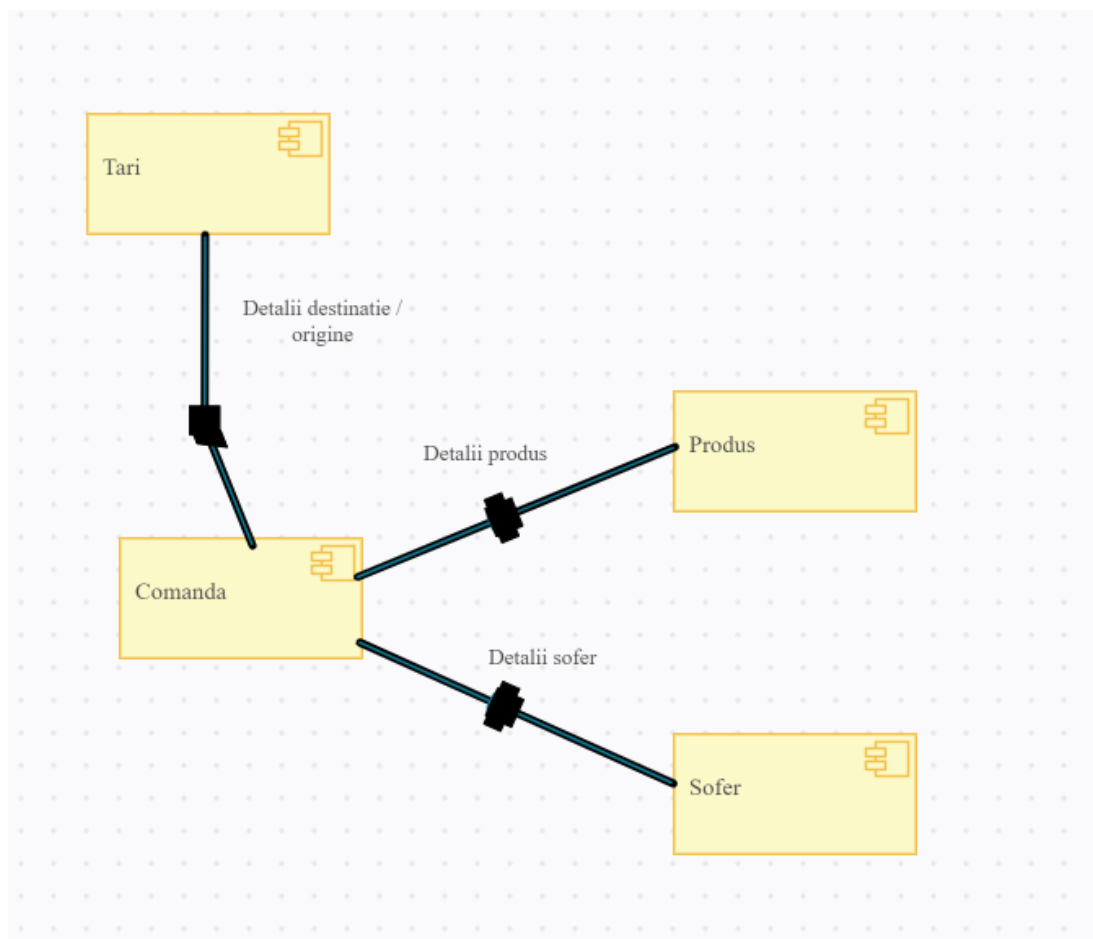 Tari
Detalii destinatie /
origine
Detalii produs
Produs
Comanda
Detalii sofer
Sofer